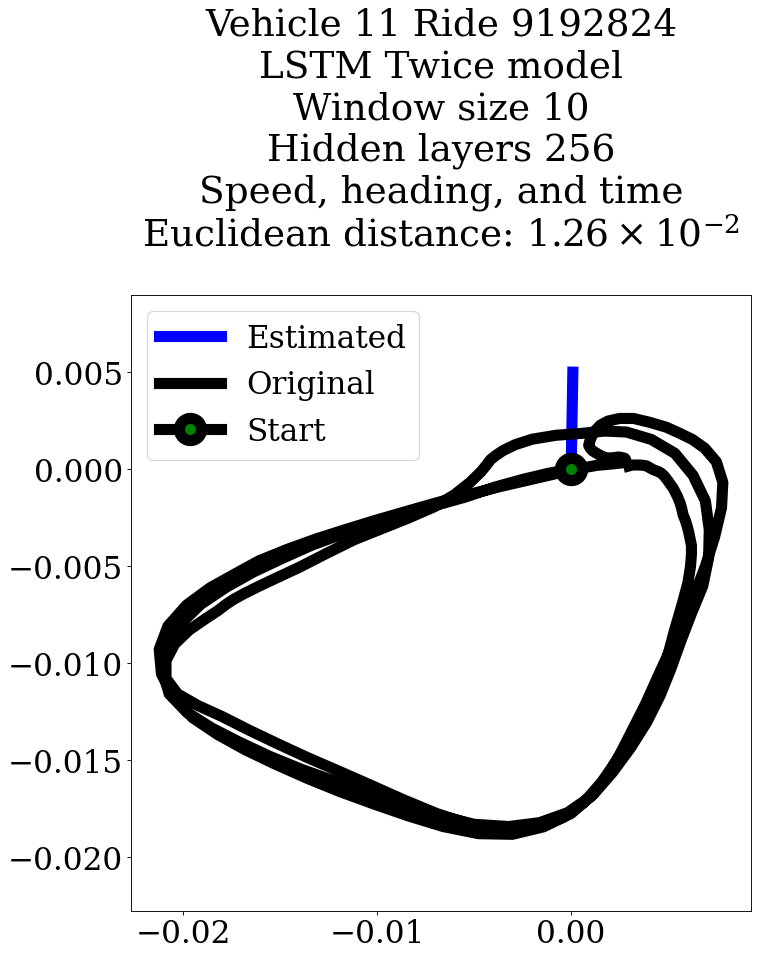 Vehicle 11 Ride 9192824
LSTM Twice model
Window size 10
Hidden layers 256
Speed, heading, and time
Euclidean distance: 1.26 × 10⁻²
Estimated
Original
Start
0.005
0.000
−0.005
−0.010
−0.015
−0.020
−0.02 −0.01 0.00